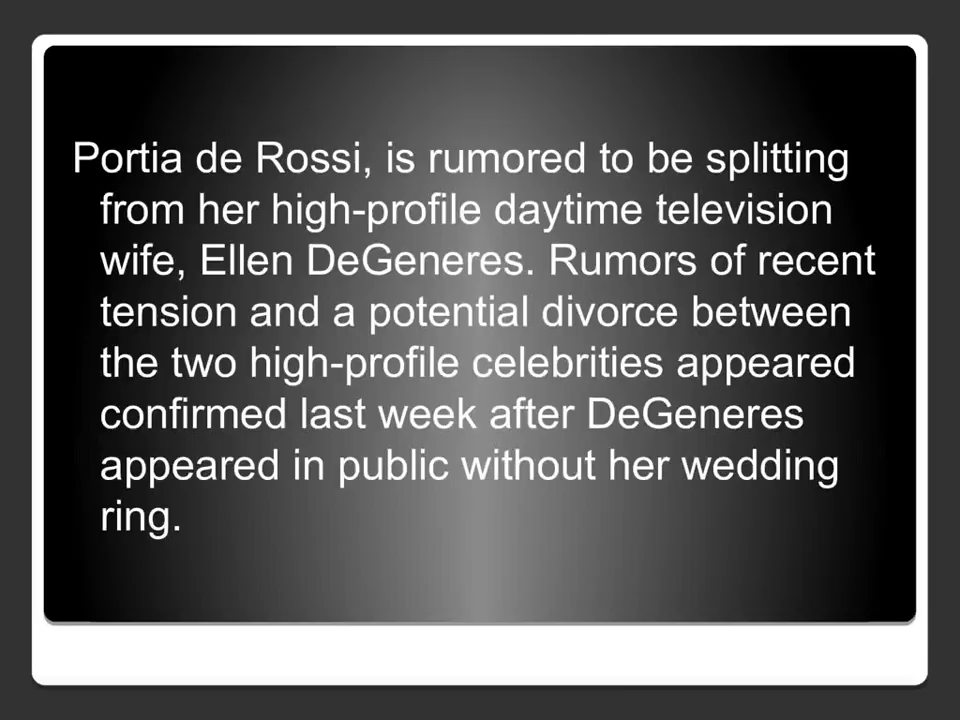 Portia de Rossi, is rumored to be splitting
from her high-profile daytime television
wife, Ellen DeGeneres. Rumors of recent
tension and a potential divorce between
the two high-profile celebrities appeared
confirmed last week after DeGeneres
appeared in public without her wedding
ring.